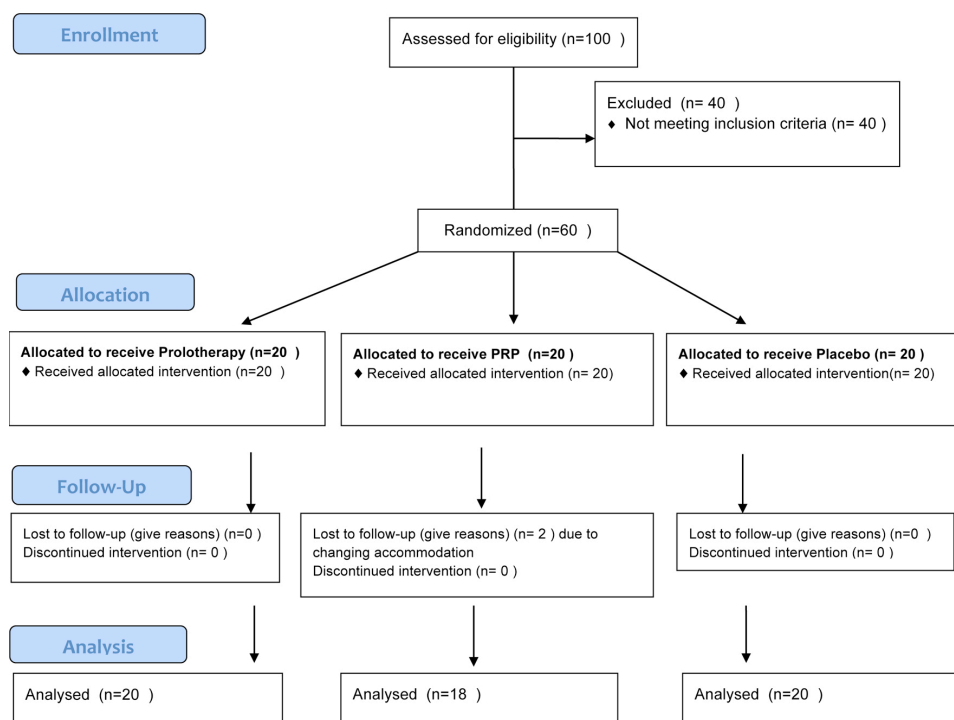 Enrollment
Assessed for eligibility (n=100 )
Excluded (n= 40 )
♦ Not meeting inclusion criteria (n= 40 )
Randomized (n=60 )
Allocation
Allocated to receive Prolotherapy (n=20 )
♦ Received allocated intervention (n=20 )
Allocated to receive PRP (n=20 )
♦ Received allocated intervention (n= 20)
Allocated to receive Placebo (n= 20 )
♦ Received allocated intervention(n= 20)
Follow-Up
Lost to follow-up (give reasons) (n=0 )
Discontinued intervention (n= 0 )
Lost to follow-up (give reasons) (n= 2 ) due to
changing accommodation
Discontinued intervention (n= 0 )
Lost to follow-up (give reasons) (n=0 )
Discontinued intervention (n= 0 )
Analysis
Analysed (n=20 )
Analysed (n=18 )
Analysed (n=20 )